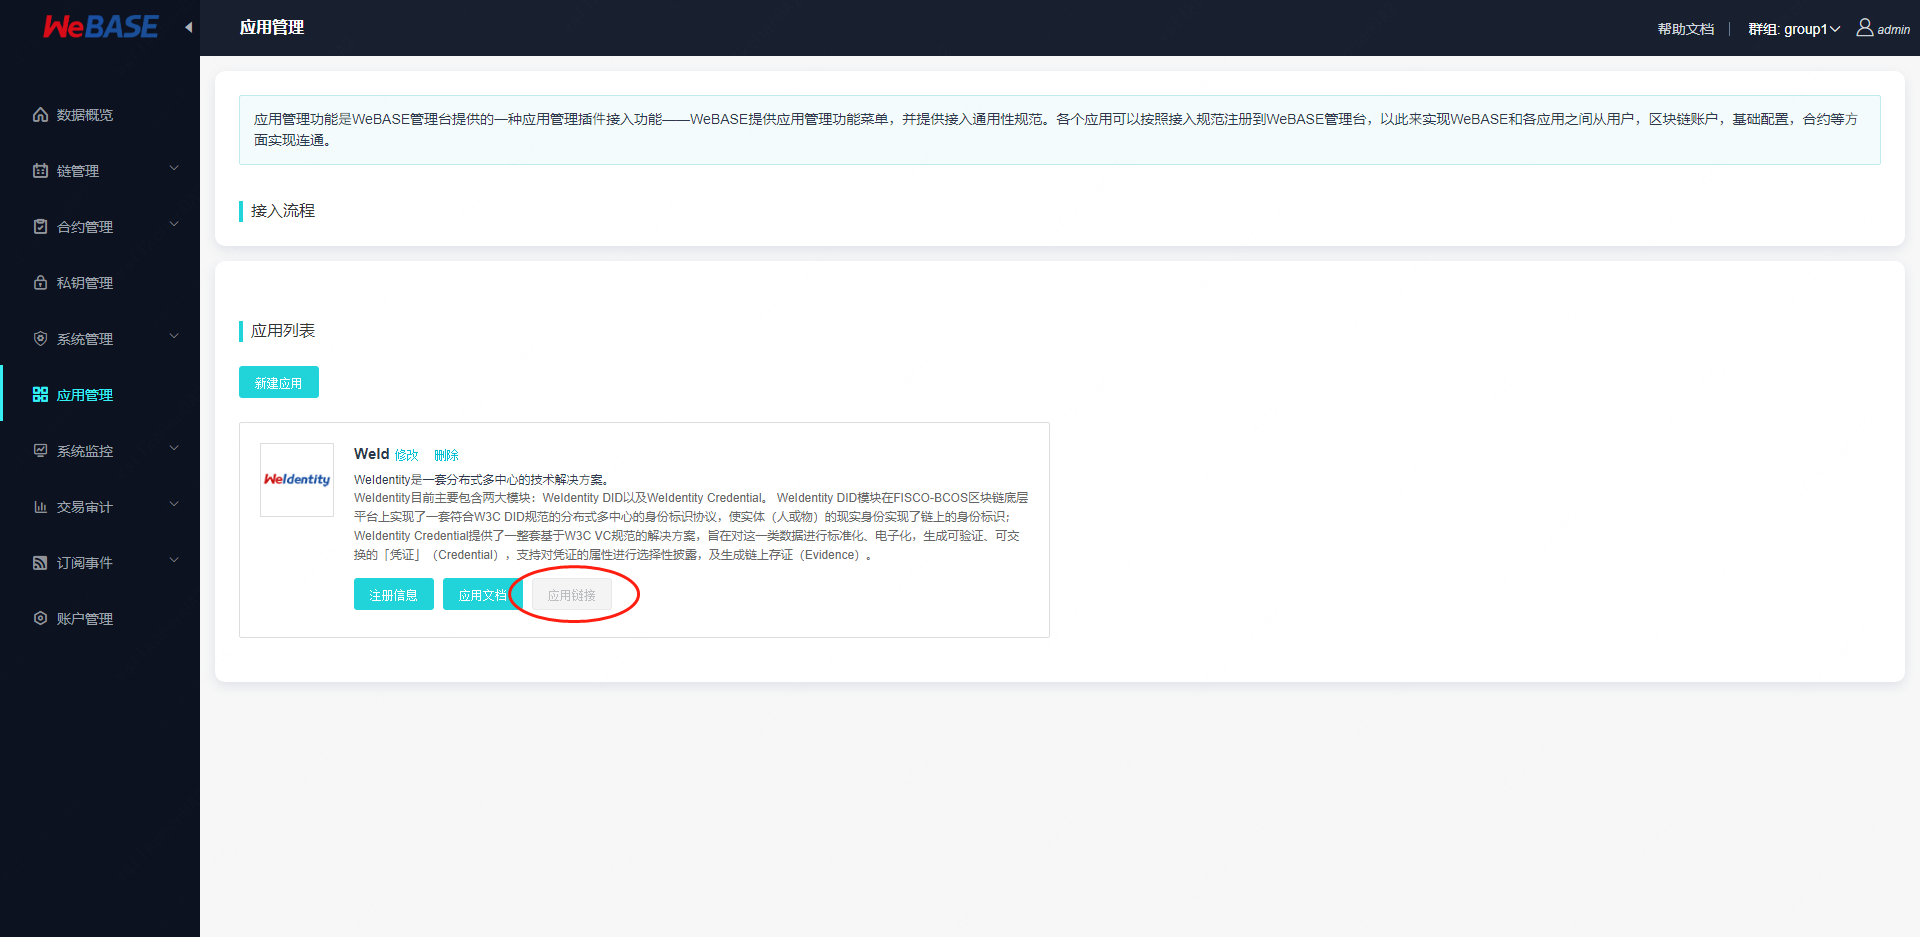 WeBASE
应用管理
帮助文档
群组: group1
admin
数据概览
链管理
合约管理
私钥管理
系统管理
应用管理
系统监控
交易审计
订阅事件
账户管理
应用管理功能是WeBASE管理台提供的一种应用管理插件接入功能——WeBASE提供应用管理功能菜单，并提供接入通用性规范。各个应用可以按照接入规范注册到WeBASE管理台，以此来实现WeBASE和各应用之间从用户，区块链账户，基础配置，合约等方
面实现连通。
接入流程
应用列表
新建应用
WeIdentity
WeId 修改 删除
WeIdentity是一套分布式多中心的技术解决方案。
WeIdentity目前主要包含两大模块：WeIdentity DID以及WeIdentity Credential。 WeIdentity DID模块在FISCO-BCOS区块链底层
平台上实现了一套符合W3C DID规范的分布式多中心的身份标识协议，使实体（人或物）的现实身份实现了链上的身份标识；
WeIdentity Credential提供了一整套基于W3C VC规范的解决方案，旨在对这一类数据进行标准化、电子化，生成可验证、可交
换的「凭证」（Credential），支持对凭证的属性进行选择性披露，及生成链上存证（Evidence）。
注册信息 应用文档 应用链接